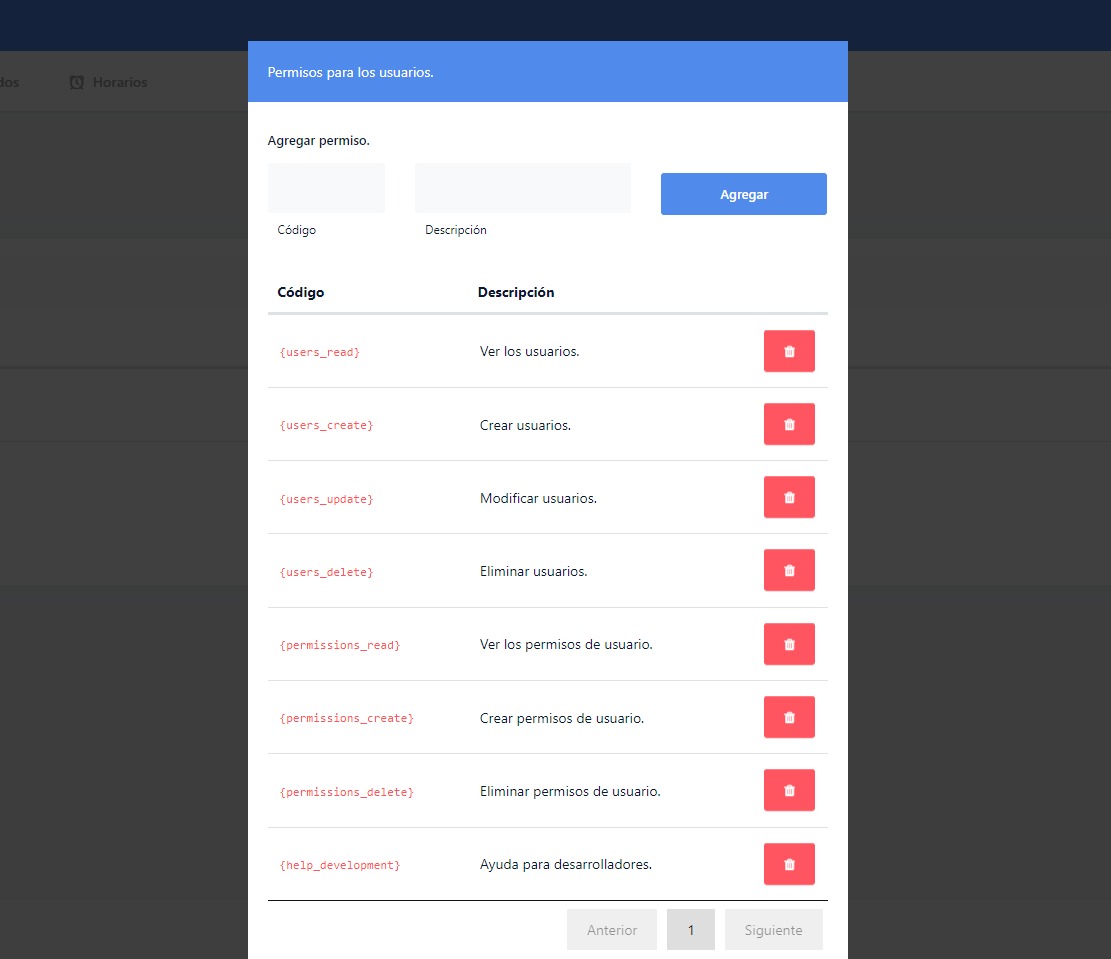 Horarios
Permisos para los usuarios.
Agregar permiso.
Agregar
Código Descripción
Código Descripción
{users_read} Ver los usuarios.
{users_create} Crear usuarios.
{users_update} Modificar usuarios.
{users_delete} Eliminar usuarios.
{permissions_read} Ver los permisos de usuario.
{permissions_create} Crear permisos de usuario.
{permissions_delete} Eliminar permisos de usuario.
{help_development} Ayuda para desarrolladores.
Anterior 1 Siguiente